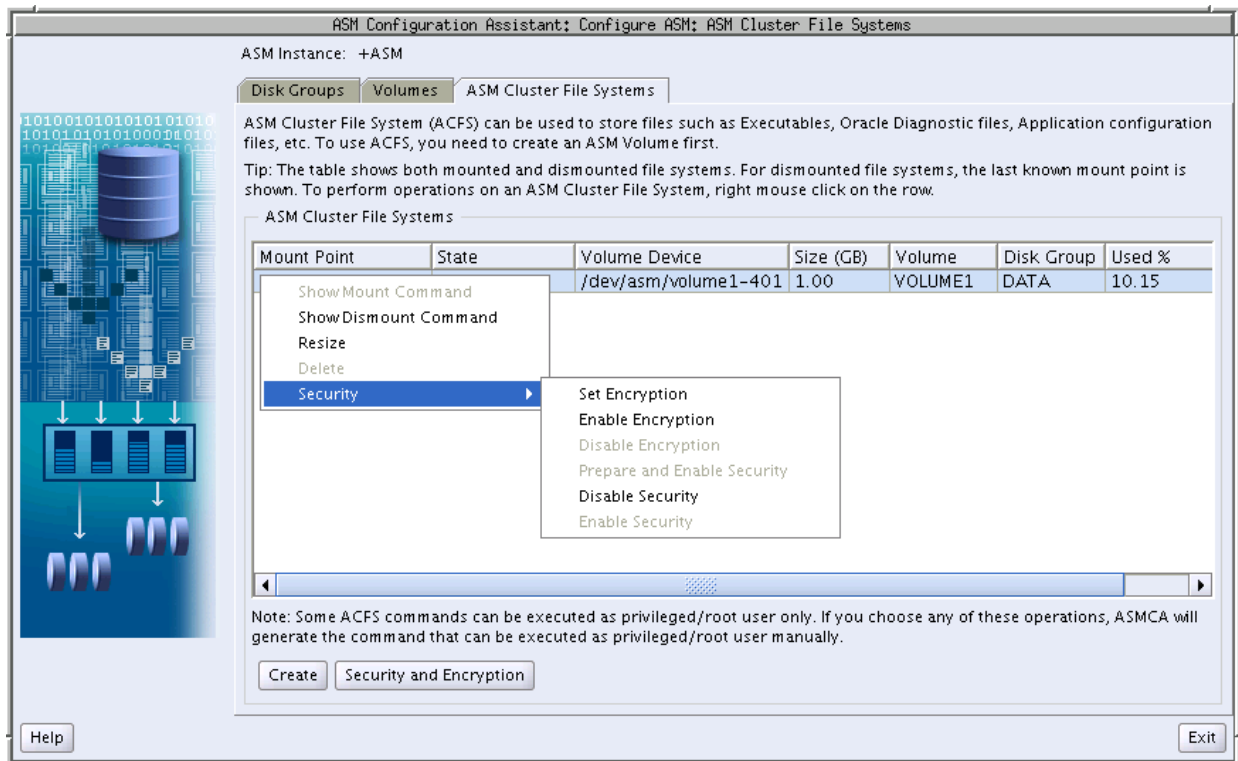 ASM Configuration Assistant: Configure ASM: ASM Cluster File Systems
ASM Instance: +ASM
Disk Groups Volumes ASM Cluster File Systems
ASM Cluster File System (ACFS) can be used to store files such as Executables, Oracle Diagnostic files, Application configuration
files, etc. To use ACFS, you need to create an ASM Volume first.
Tip: The table shows both mounted and dismounted file systems. For dismounted file systems, the last known mount point is
shown. To perform operations on an ASM Cluster File System, right mouse click on the row.
ASM Cluster File Systems
Mount Point State Volume Device Size (GB) Volume Disk Group Used %
/dev/asm/volume1-401 1.00 VOLUME1 DATA 10.15
Show Mount Command
Show Dismount Command
Resize
Delete
Security
Set Encryption
Enable Encryption
Disable Encryption
Prepare and Enable Security
Disable Security
Enable Security
Note: Some ACFS commands can be executed as privileged/root user only. If you choose any of these operations, ASMCA will
generate the command that can be executed as privileged/root user manually.
Create Security and Encryption
Help Exit